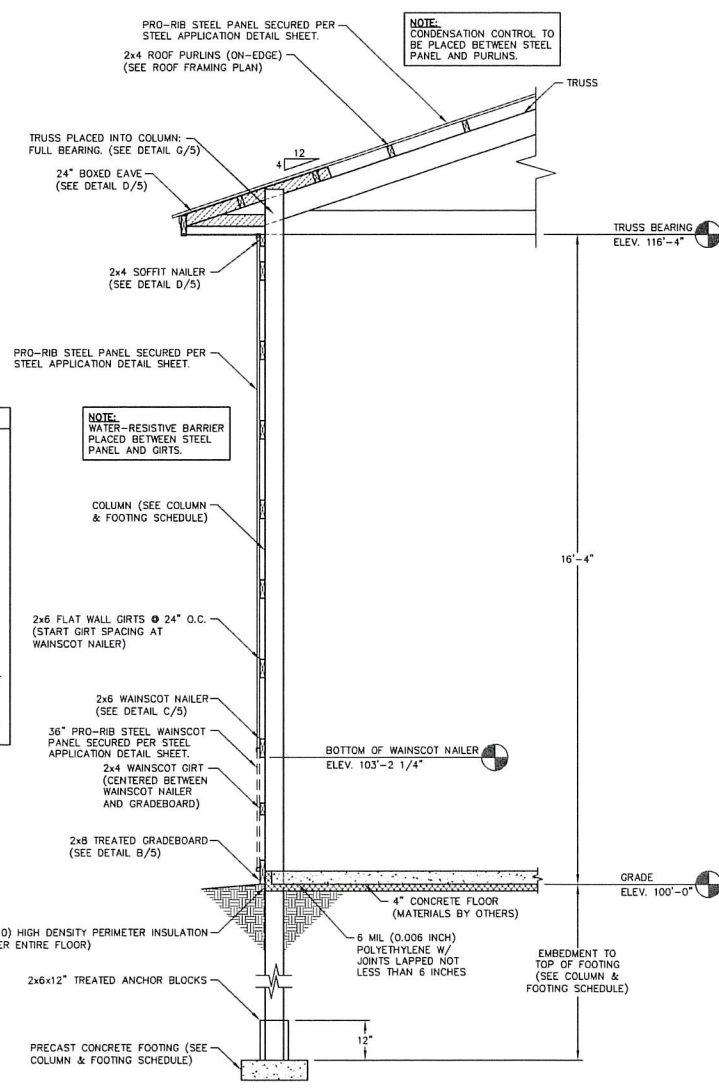 PRO-RIB STEEL PANEL SECURED PER
STEEL APPLICATION DETAIL SHEET.
NOTE:
CONDENSATION CONTROL TO
BE PLACED BETWEEN STEEL
PANEL AND PURLINS.
2x4 ROOF PURLINS (ON-EDGE)
(SEE ROOF FRAMING PLAN)
TRUSS
TRUSS PLACED INTO COLUMN:
FULL BEARING. (SEE DETAIL G/5)
12
4
24" BOXED EAVE
(SEE DETAIL D/5)
TRUSS BEARING
ELEV. 116'-4"
2x4 SOFFIT NAILER
(SEE DETAIL D/5)
PRO-RIB STEEL PANEL SECURED PER
STEEL APPLICATION DETAIL SHEET.
NOTE:
WATER-RESISTIVE BARRIER
PLACED BETWEEN STEEL
PANEL AND GIRTS.
COLUMN (SEE COLUMN
& FOOTING SCHEDULE)
16'-4"
2x6 FLAT WALL GIRTS @ 24" O.C.
(START GIRT SPACING AT
WAINSCOT NAILER)
2x6 WAINSCOT NAILER
(SEE DETAIL C/5)
36" PRO-RIB STEEL WAINSCOT
PANEL SECURED PER STEEL
APPLICATION DETAIL SHEET.
BOTTOM OF WAINSCOT NAILER
ELEV. 103'-2 1/4"
2x4 WAINSCOT GIRT
(CENTERED BETWEEN
WAINSCOT NAILER
AND GRADEBOARD)
2x8 TREATED GRADEBOARD
(SEE DETAIL B/5)
GRADE
ELEV. 100'-0"
4" CONCRETE FLOOR
(MATERIALS BY OTHERS)
0) HIGH DENSITY PERIMETER INSULATION
ER ENTIRE FLOOR)
6 MIL (0.006 INCH)
POLYETHYLENE W/
JOINTS LAPPED NOT
LESS THAN 6 INCHES
EMBEDMENT TO
TOP OF FOOTING
(SEE COLUMN &
FOOTING SCHEDULE)
2x6x12" TREATED ANCHOR BLOCKS
12"
PRECAST CONCRETE FOOTING (SEE
COLUMN & FOOTING SCHEDULE)